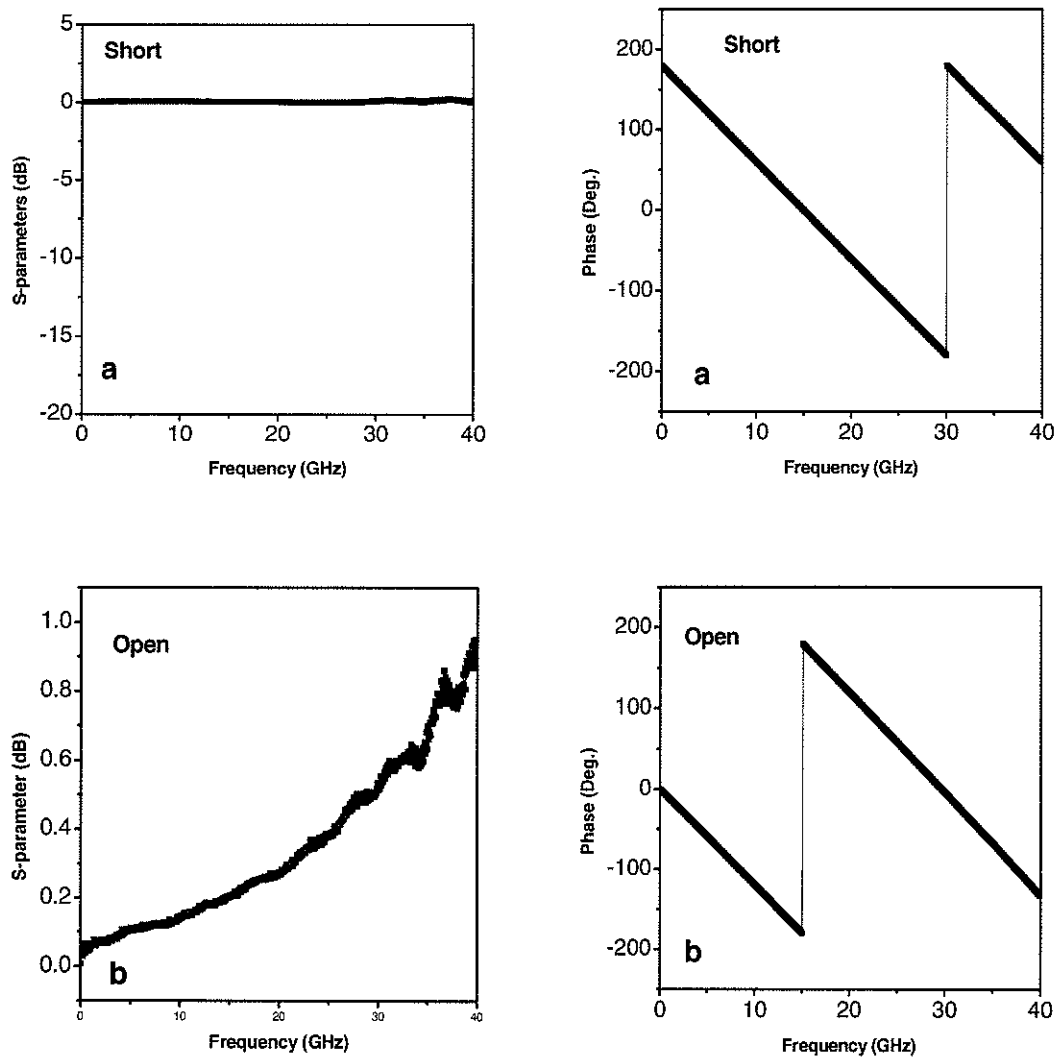 Short
S-parameters (dB)
5
0
-5
-10
-15
-20
a
0 10 20 30 40
Frequency (GHz)
Short
Phase (Deg.)
200
100
0
-100
-200
a
0 10 20 30 40
Frequency (GHz)
Open
S-parameter (dB)
1.0
0.8
0.6
0.4
0.2
0.0
b
0 10 20 30 40
Frequency (GHz)
Open
Phase (Deg.)
200
100
0
-100
-200
b
0 10 20 30 40
Frequency (GHz)